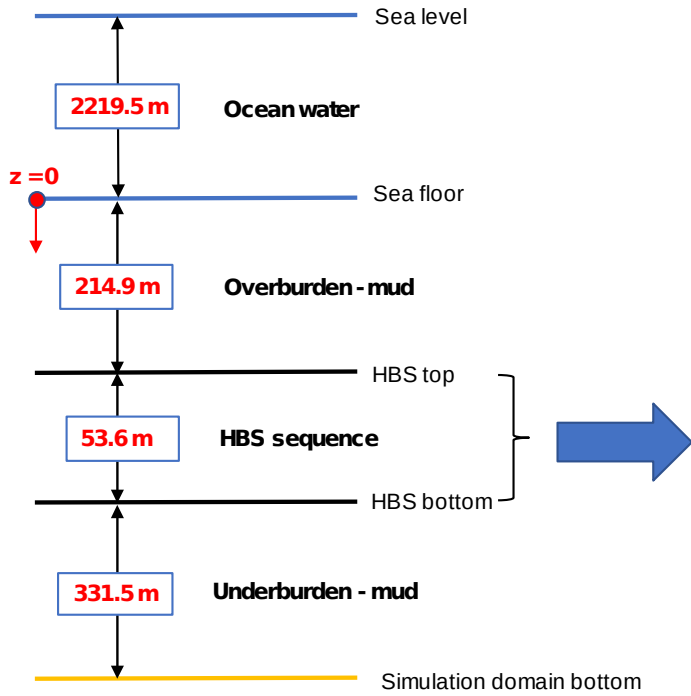 Sea level
2219.5 m
Ocean water
z =0
Sea floor
214.9 m
Overburden - mud
HBS top
53.6 m
HBS sequence
HBS bottom
331.5 m
Underburden - mud
Simulation domain bottom